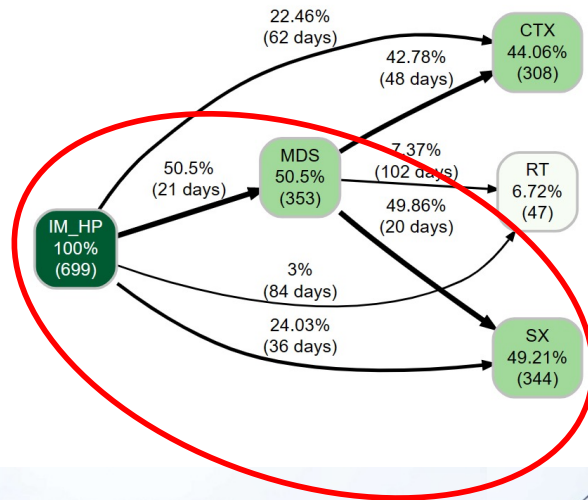 22.46%
(62 days)
CTX
44.06%
(308)
42.78%
(48 days)
50.5%
(21 days)
MDS
50.5%
(353)
7.37%
(102 days)
RT
6.72%
(47)
49.86%
(20 days)
IM_HP
100%
(699)
3%
(84 days)
24.03%
(36 days)
SX
49.21%
(344)